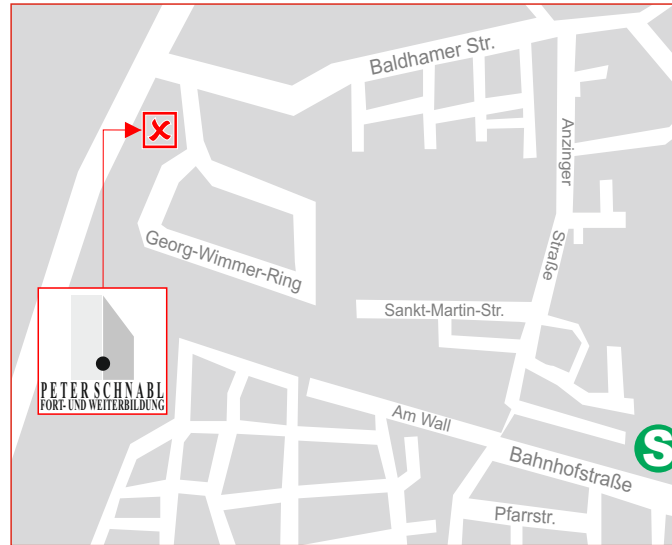 Baldhamer Str.
Anzinger
Straße
Georg-Wimmer-Ring
Sankt-Martin-Str.
PETER SCHNABL
FORT- UND WEITERBILDUNG
Am Wall
Bahnhofstraße
S
Pfarrstr.